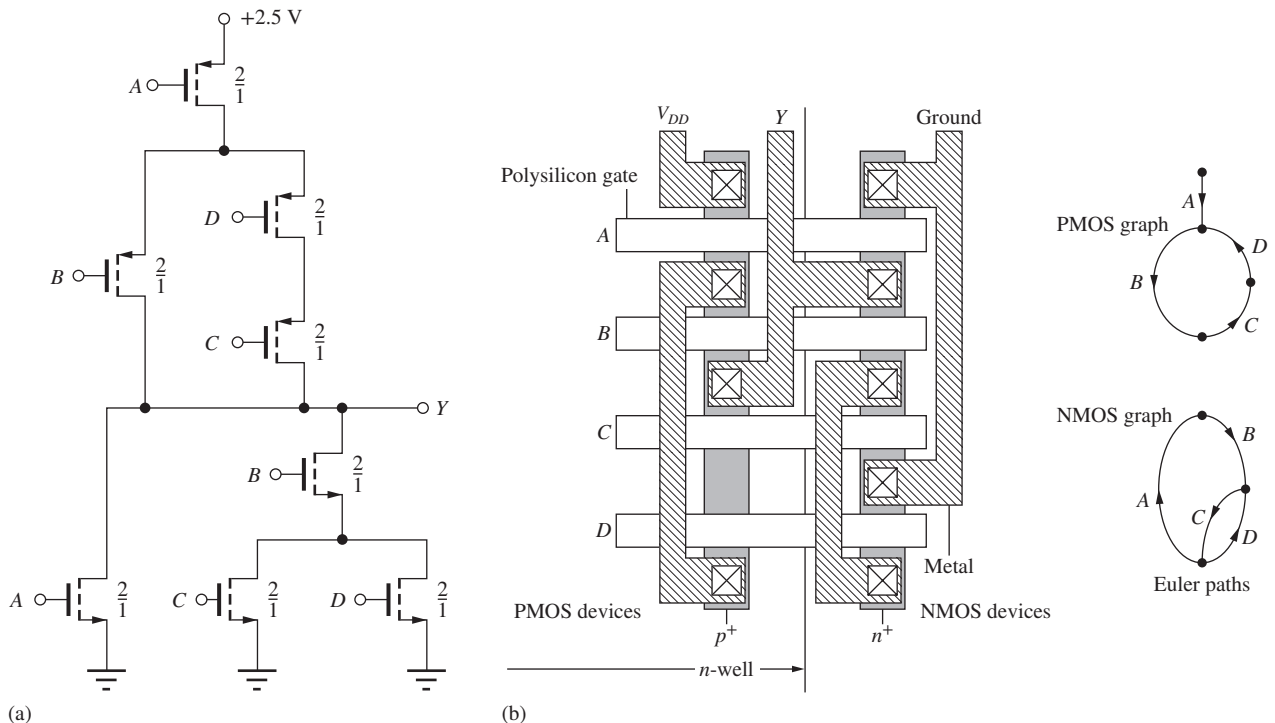 +2.5 V
A
2
1
D
2
1
B
2
1
C
2
1
Y
B
2
1
A
2
1
C
2
1
D
2
1
(a)
V_DD
Y
Ground
Polysilicon gate
A
B
C
D
Metal
PMOS devices
NMOS devices
p+
n+
n-well
(b)
PMOS graph
A
D
B
C
NMOS graph
B
A
C
D
Euler paths